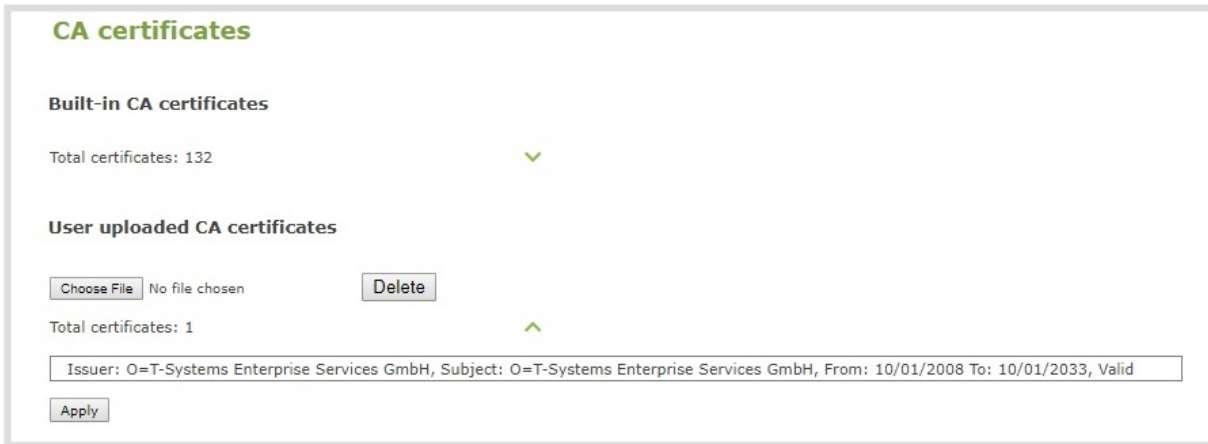 CA certificates
Built-in CA certificates
Total certificates: 132
User uploaded CA certificates
Choose File No file chosen Delete
Total certificates: 1
Issuer: O=T-Systems Enterprise Services GmbH, Subject: O=T-Systems Enterprise Services GmbH, From: 10/01/2008 To: 10/01/2033, Valid
Apply